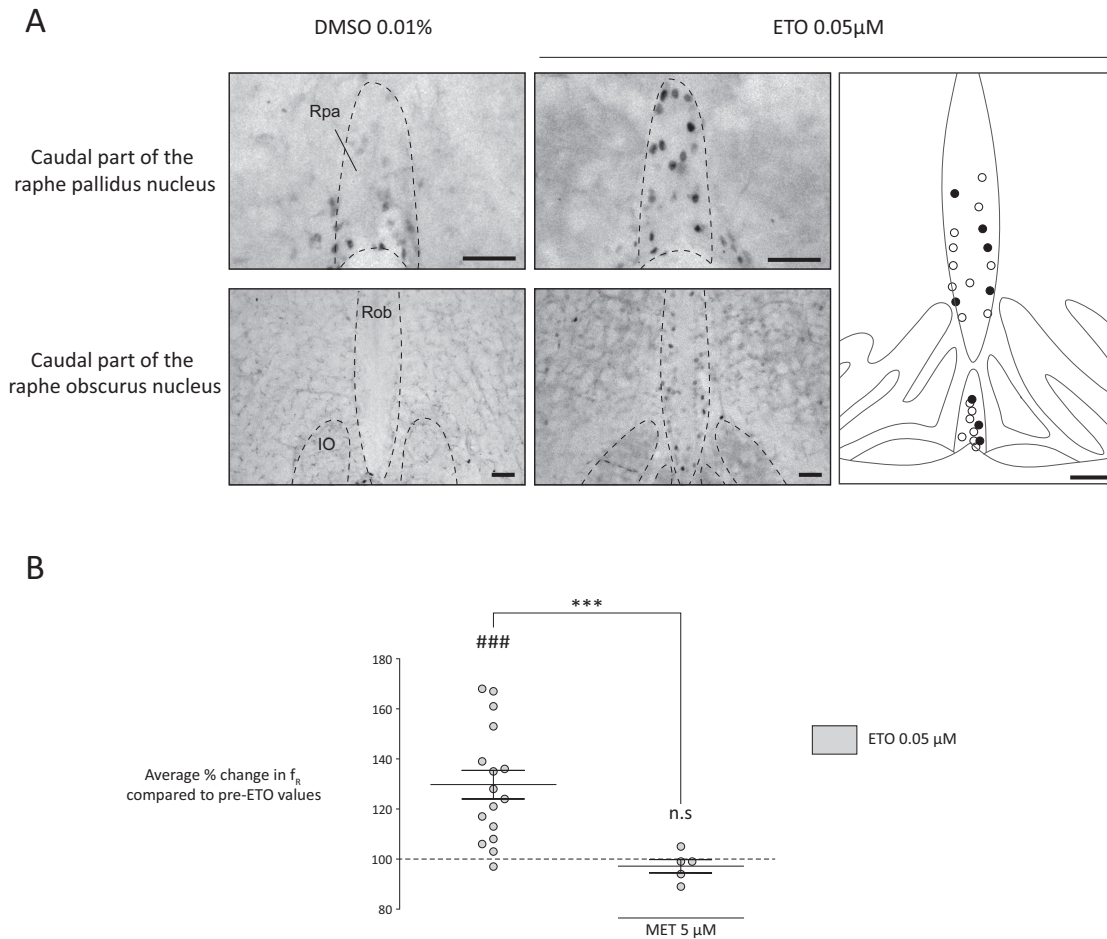 A
DMSO 0.01%
ETO 0.05µM
Caudal part of the
raphe pallidus nucleus
Rpa
Caudal part of the
raphe obscurus nucleus
Rob
IO
B
***
###
180
160
140
120
100
80
Average % change in fR
compared to pre-ETO values
n.s
MET 5 µM
ETO 0.05 µM